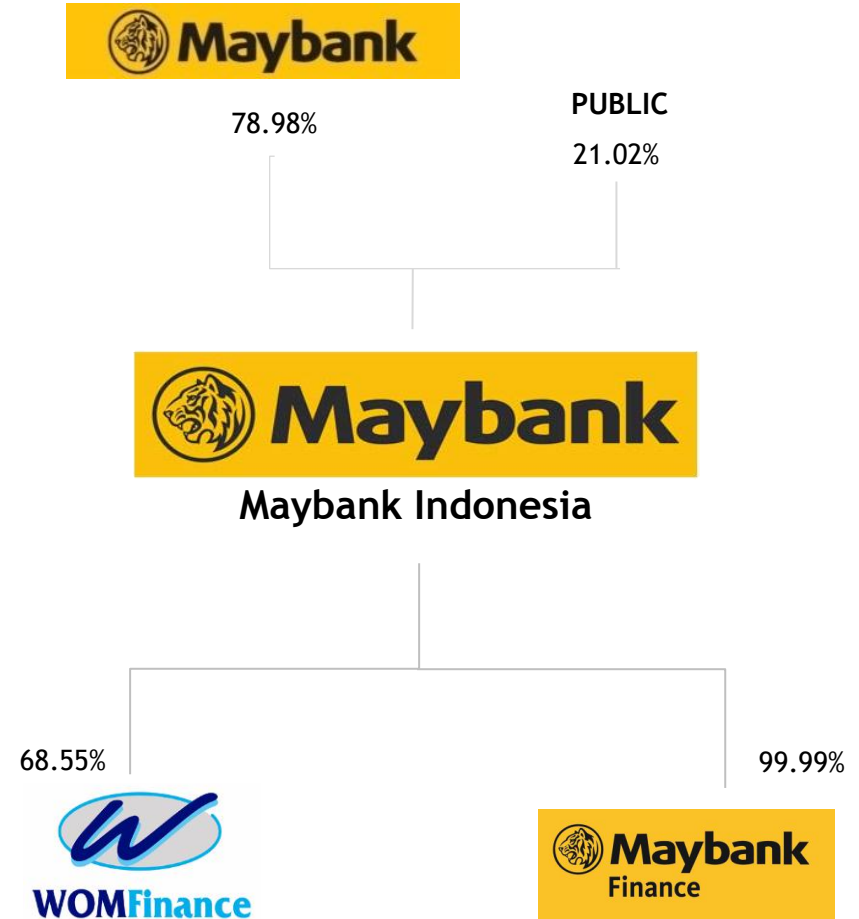 Maybank
78.98%
PUBLIC
21.02%
Maybank
Maybank Indonesia
68.55%
99.99%
W
WOMFinance
Maybank
Finance